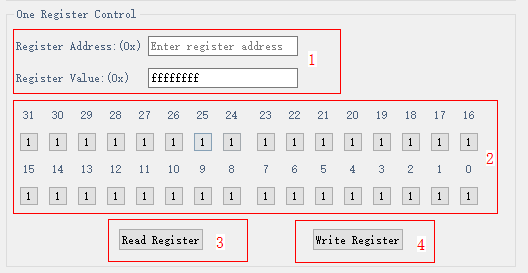 One Register Control
Register Address:(0x) Enter register address
1
Register Value:(0x) ffffffff
31 30 29 28 27 26 25 24 23 22 21 20 19 18 17 16
1 1 1 1 1 1 1 1 1 1 1 1 1 1 1 1
2
15 14 13 12 11 10 9 8 7 6 5 4 3 2 1 0
1 1 1 1 1 1 1 1 1 1 1 1 1 1 1 1
Read Register 3 Write Register 4